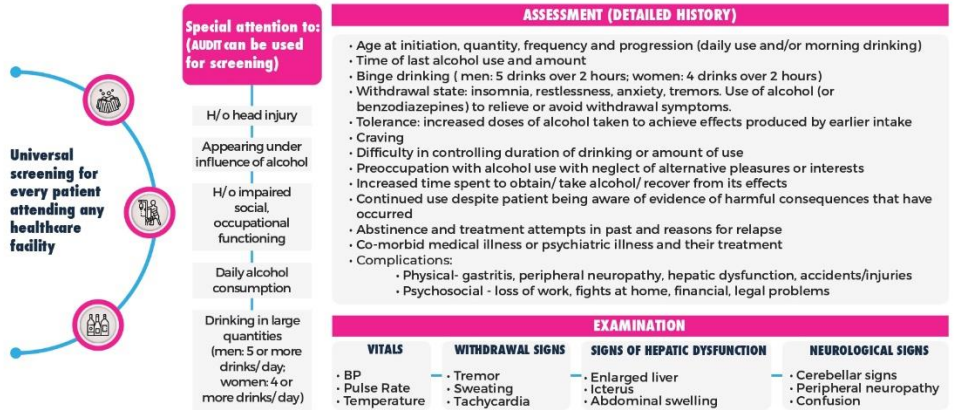 Universal
screening for
every patient
attending any
healthcare
facility
Special attention to:
(AUDIT can be used
for screening)
H/o head injury
Appearing under
influence of alcohol
H/o impaired
social,
occupational
functioning
Daily alcohol
consumption
Drinking in large
quantities
(men: 5 or more
drinks/ day;
women: 4 or
more drinks/ day)
ASSESSMENT (DETAILED HISTORY)
• Age at initiation, quantity, frequency and progression (daily use and/or morning drinking)
• Time of last alcohol use and amount
• Binge drinking ( men: 5 drinks over 2 hours; women: 4 drinks over 2 hours)
• Withdrawal state: insomnia, restlessness, anxiety, tremors. Use of alcohol (or
benzodiazepines) to relieve or avoid withdrawal symptoms.
• Tolerance: increased doses of alcohol taken to achieve effects produced by earlier intake
• Craving
• Difficulty in controlling duration of drinking or amount of use
• Preoccupation with alcohol use with neglect of alternative pleasures or interests
• Increased time spent to obtain/ take alcohol/ recover from its effects
• Continued use despite patient being aware of evidence of harmful consequences that have
occurred
• Abstinence and treatment attempts in past and reasons for relapse
• Co-morbid medical illness or psychiatric illness and their treatment
• Complications:
• Physical- gastritis, peripheral neuropathy, hepatic dysfunction, accidents/injuries
• Psychosocial - loss of work, fights at home, financial, legal problems
EXAMINATION
VITALS
• BP
• Pulse Rate
• Temperature
WITHDRAWAL SIGNS
• Tremor
• Sweating
• Tachycardia
SIGNS OF HEPATIC DYSFUNCTION
• Enlarged liver
• Icterus
• Abdominal swelling
NEUROLOGICAL SIGNS
• Cerebellar signs
• Peripheral neuropathy
• Confusion